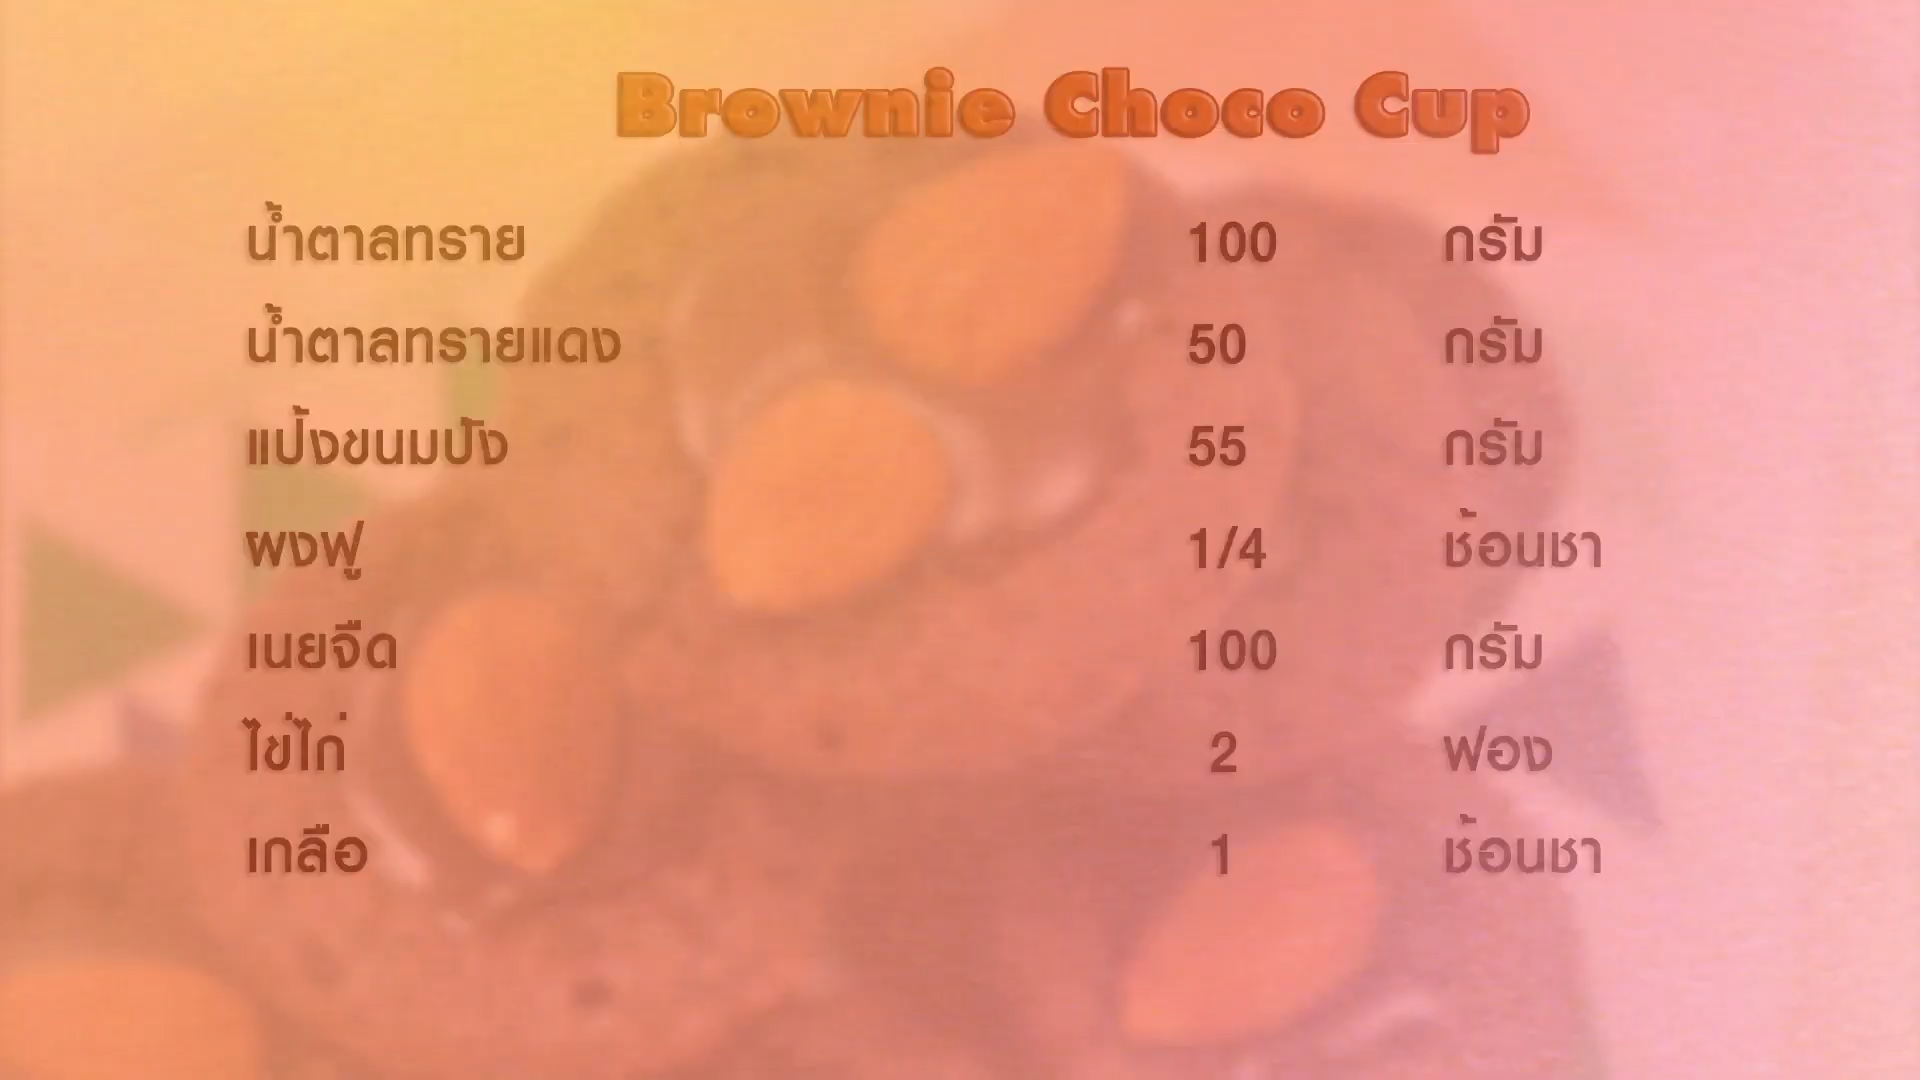 Brownie Choco Cup
น้ำตาลทราย 100 กรัม
น้ำตาลทรายแดง 50 กรัม
แป้งขนมปัง 55 กรัม
ผงฟู 1/4 ช้อนชา
เนยจืด 100 กรัม
ไข่ไก่ 2 ฟอง
เกลือ 1 ช้อนชา